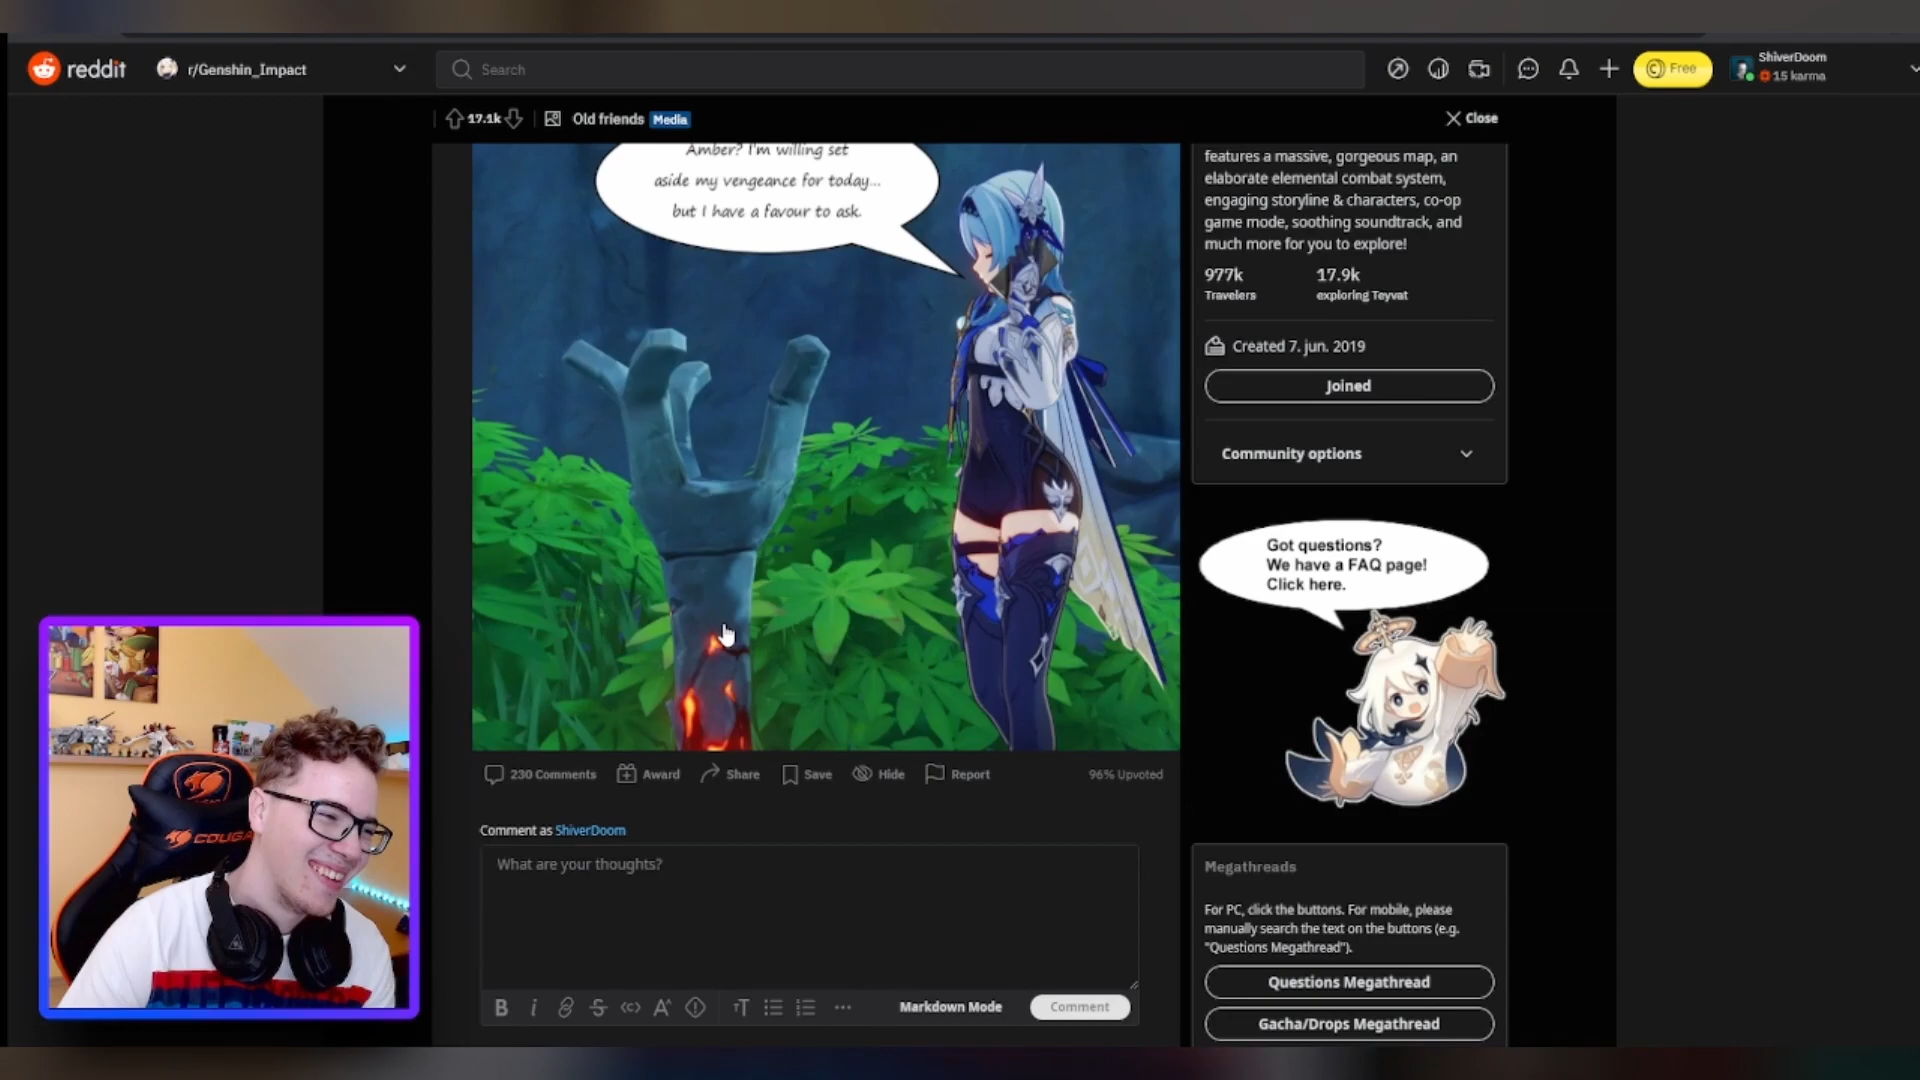 reddit
r/Genshin_Impact
Search
Free
ShiverDoom
15 karma
17.1k
Old friends
Media
Close
Amber? I'm willing set
aside my vengeance for today...
but I have a favour to ask.
features a massive, gorgeous map, an
elaborate elemental combat system,
engaging storyline & characters, co-op
game mode, soothing soundtrack, and
much more for you to explore!
977k
17.9k
Travelers
exploring Teyvat
Created 7. jun. 2019
Joined
Community options
Got questions?
We have a FAQ page!
Click here.
230 Comments
Award
Share
Save
Hide
Report
96% Upvoted
Comment as ShiverDoom
What are your thoughts?
Markdown Mode
Comment
Megathreads
For PC, click the buttons. For mobile, please
manually search the text on the buttons (e.g.
"Questions Megathread").
Questions Megathread
Gacha/Drops Megathread
COUGA